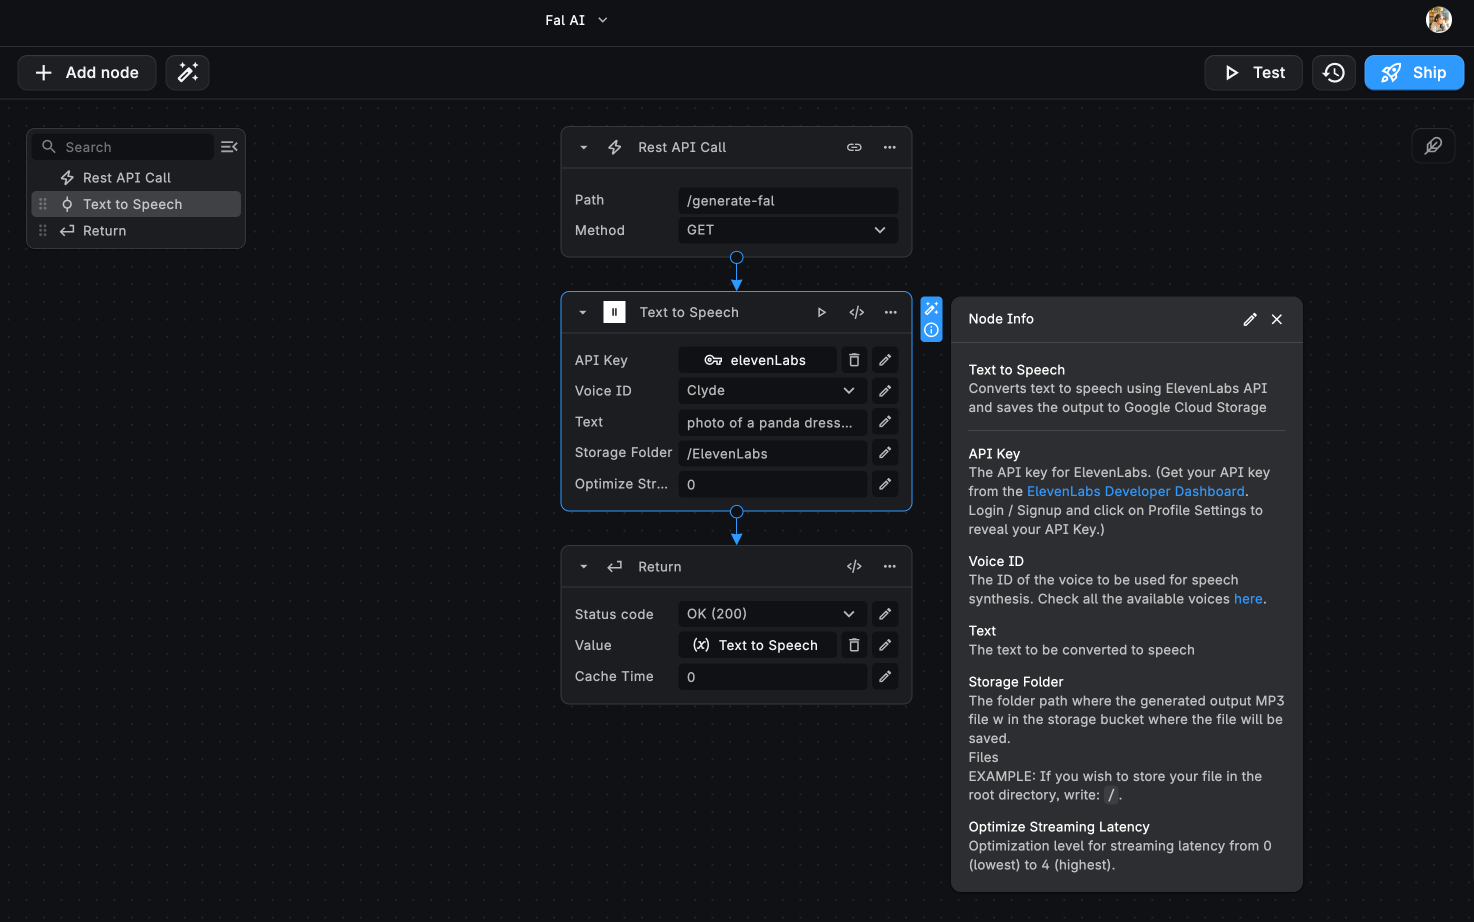 Fal AI
Add node
Test
Ship
Search
Rest API Call
Text to Speech
Return
Rest API Call
Path
/generate-fal
Method
GET
Text to Speech
API Key
elevenLabs
Voice ID
Clyde
Text
photo of a panda dress...
Storage Folder
/ElevenLabs
Optimize Str...
0
Return
Status code
OK (200)
Value
(x) Text to Speech
Cache Time
0
Node Info
Text to Speech
Converts text to speech using ElevenLabs API
and saves the output to Google Cloud Storage
API Key
The API key for ElevenLabs. (Get your API key
from the ElevenLabs Developer Dashboard.
Login / Signup and click on Profile Settings to
reveal your API Key.)
Voice ID
The ID of the voice to be used for speech
synthesis. Check all the available voices here.
Text
The text to be converted to speech
Storage Folder
The folder path where the generated output MP3
file w in the storage bucket where the file will be
saved.
Files
EXAMPLE: If you wish to store your file in the
root directory, write: /.
Optimize Streaming Latency
Optimization level for streaming latency from 0
(lowest) to 4 (highest).